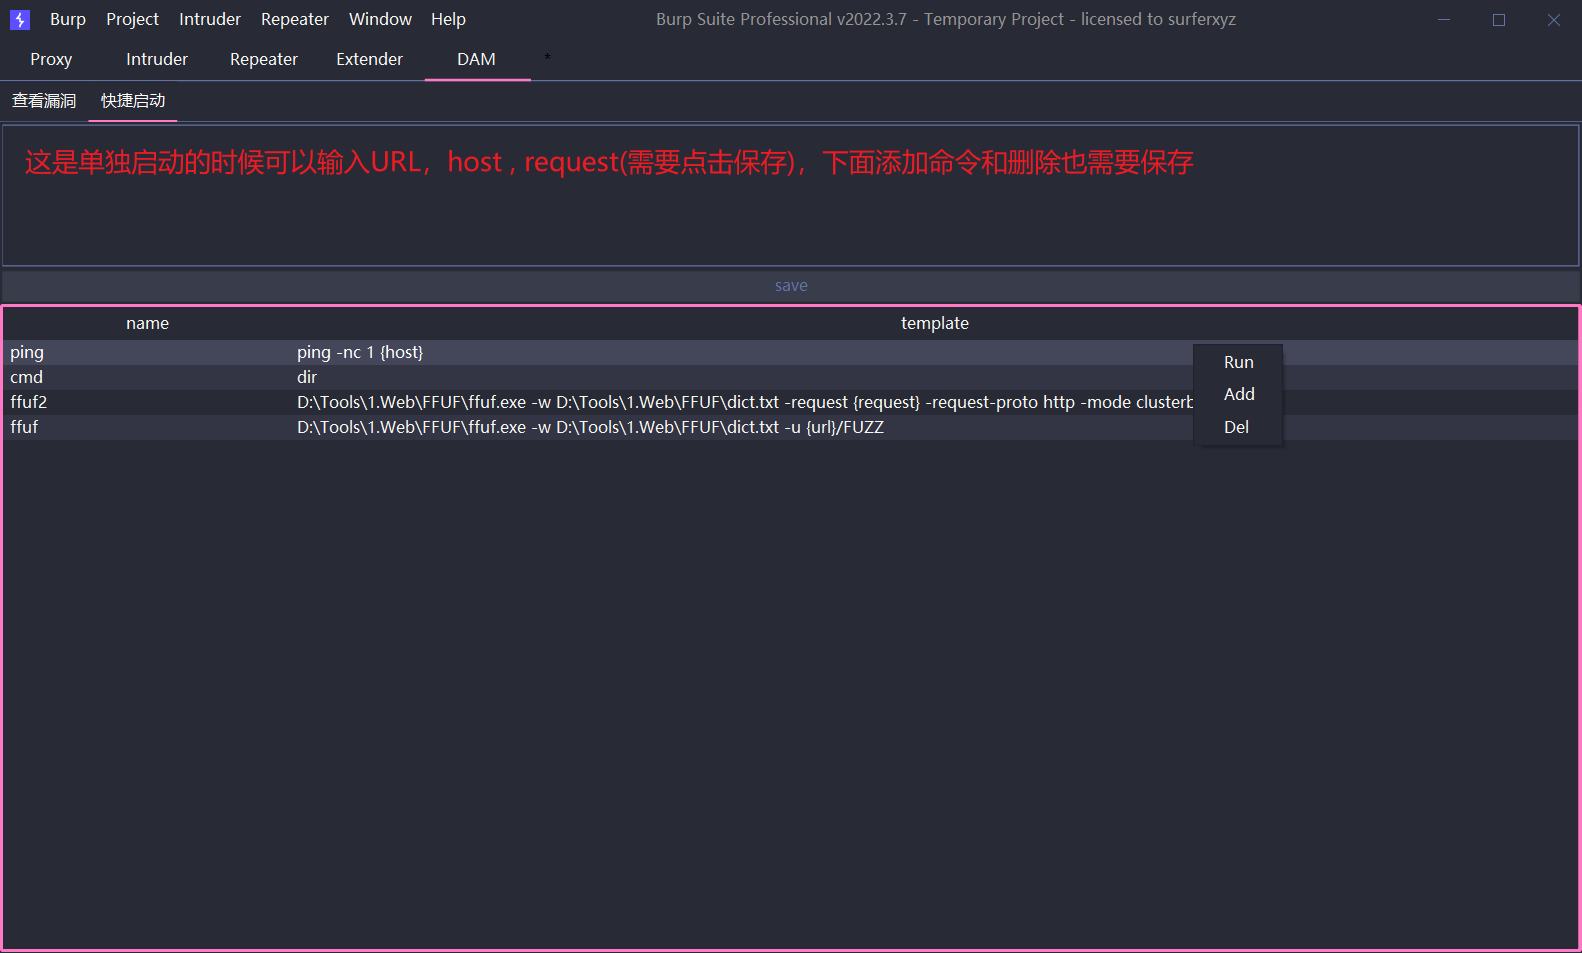 Burp Project Intruder Repeater Window Help Burp Suite Professional v2022.3.7 - Temporary Project - licensed to surferxyz
Proxy Intruder Repeater Extender DAM *
查看漏洞 快捷启动
这是单独启动的时候可以输入URL，host , request(需要点击保存)，下面添加命令和删除也需要保存
save
name template
ping ping -nc 1 {host}
cmd dir
ffuf2 D:\Tools\1.Web\FFUF\ffuf.exe -w D:\Tools\1.Web\FFUF\dict.txt -request {request} -request-proto http -mode clusterb
ffuf D:\Tools\1.Web\FFUF\ffuf.exe -w D:\Tools\1.Web\FFUF\dict.txt -u {url}/FUZZ
Run
Add
Del